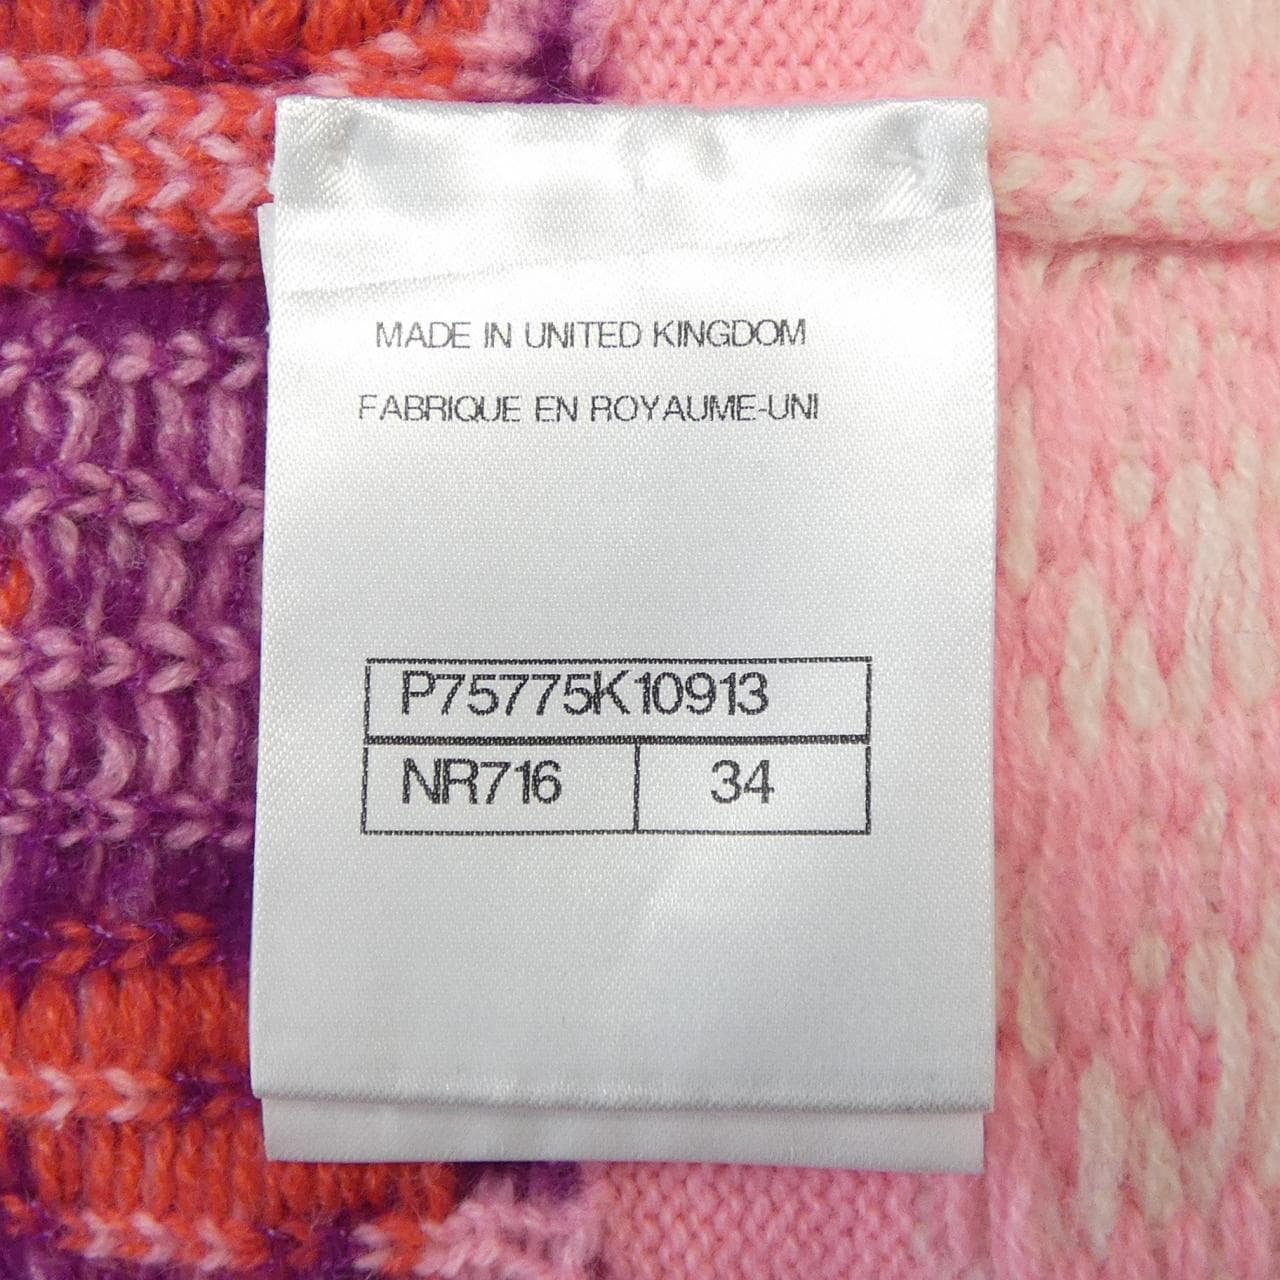 MADE IN UNITED KINGDOM
FABRIQUE EN ROYAUME-UNI
P75775K10913
NR716 34